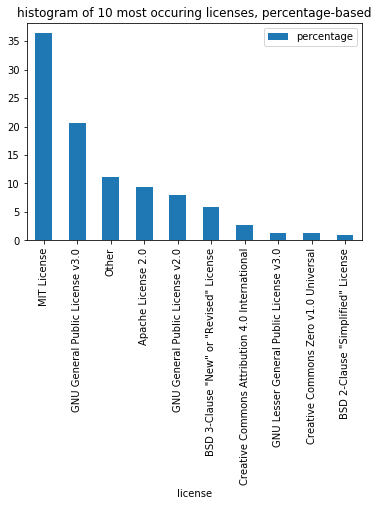 histogram of 10 most occuring licenses, percentage-based
percentage
35
30
25
20
15
10
5
0
MIT License
GNU General Public License v3.0
Other
Apache License 2.0
GNU General Public License v2.0
BSD 3-Clause "New" or "Revised" License
Creative Commons Attribution 4.0 International
GNU Lesser General Public License v3.0
Creative Commons Zero v1.0 Universal
BSD 2-Clause "Simplified" License
license